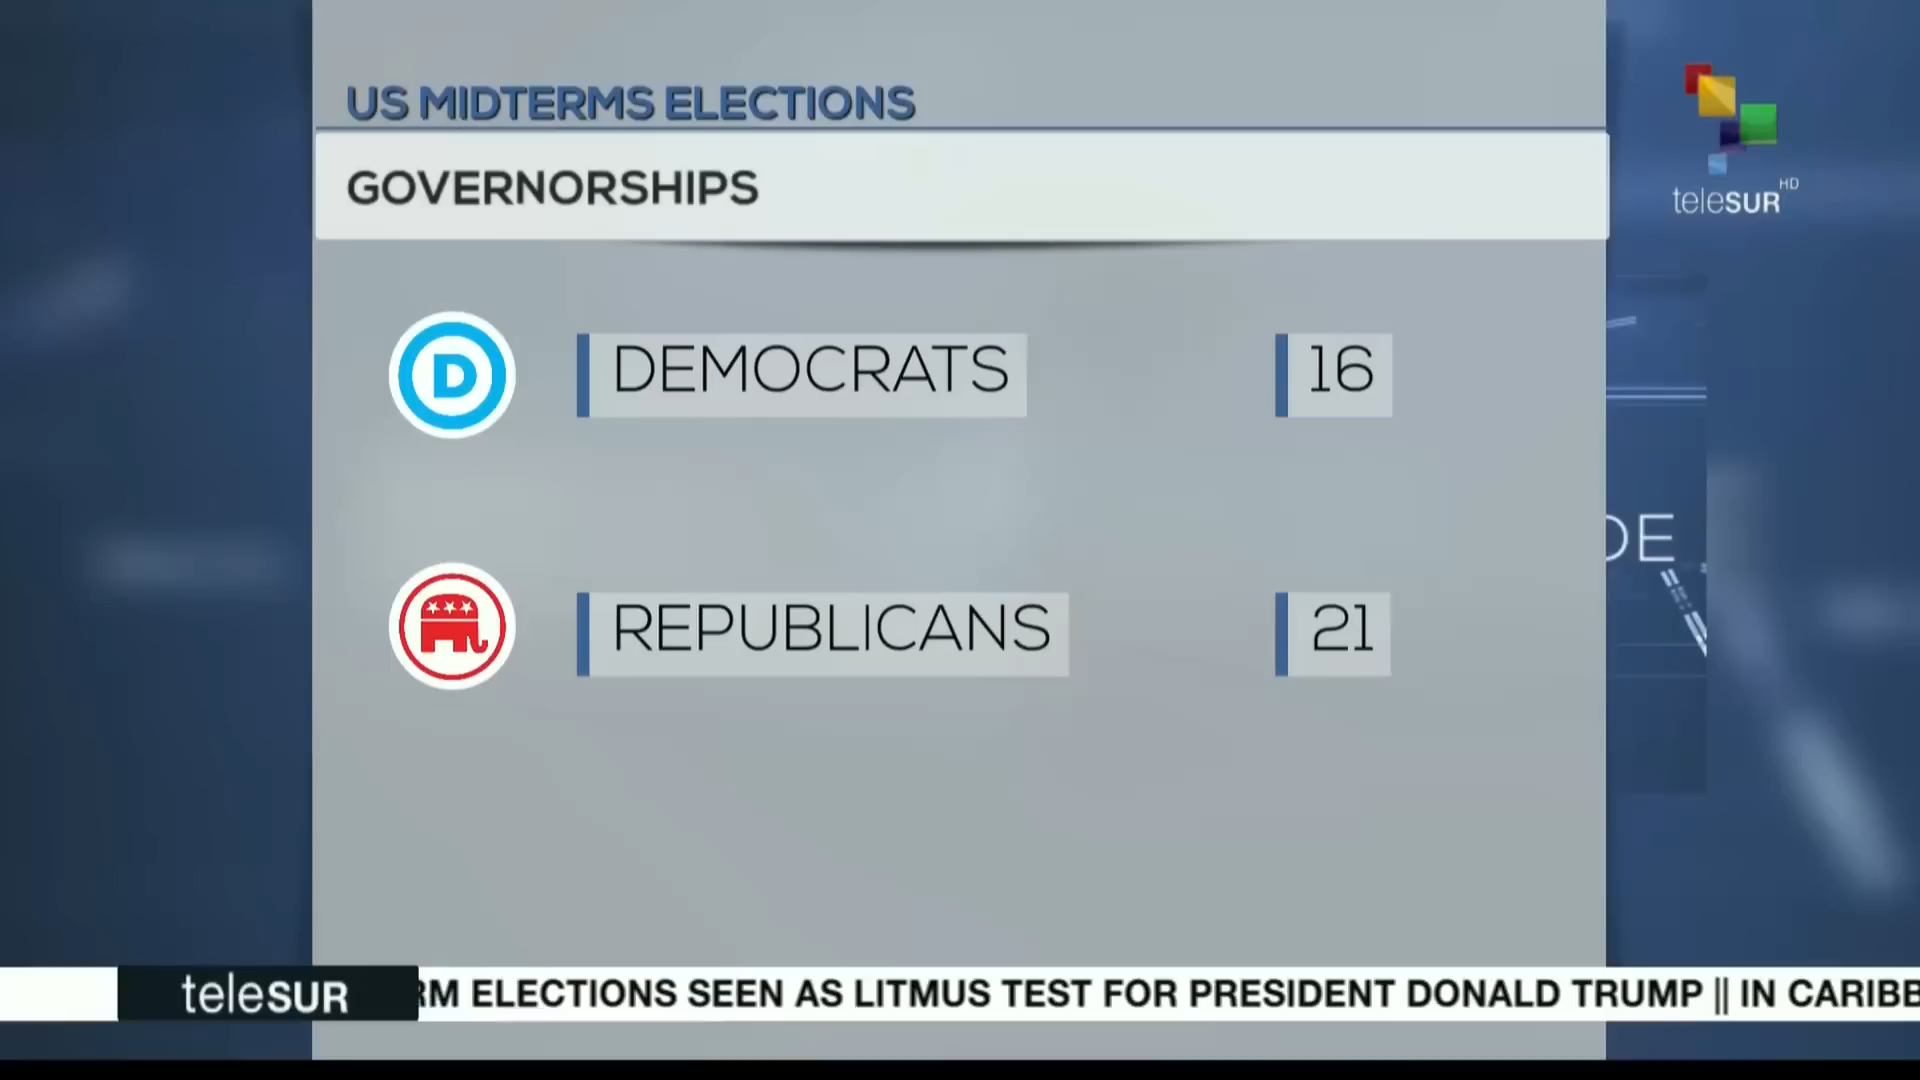 US MIDTERMS ELECTIONS
GOVERNORSHIPS
teleSUR HD
D
DEMOCRATS
16
DE
REPUBLICANS
21
teleSUR
RM ELECTIONS SEEN AS LITMUS TEST FOR PRESIDENT DONALD TRUMP || IN CARIBB